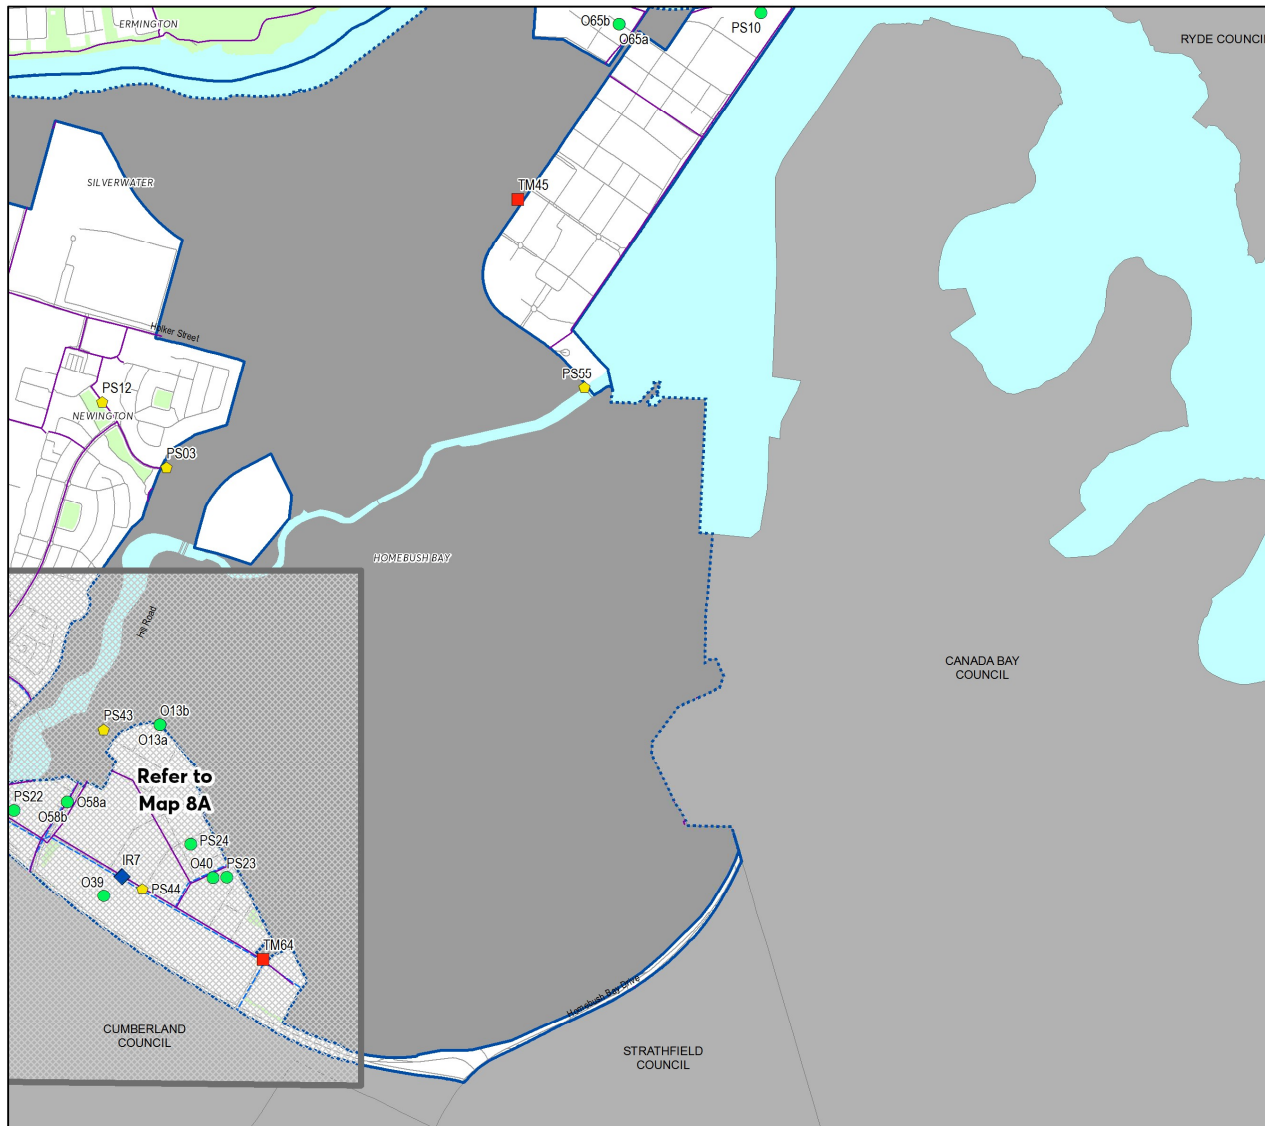 O65b
PS10
ERMINGTON
O65a
RYDE COUNCIL
SILVERWATER
TM45
Holker Street
PS55
PS12
NEWINGTON
PS03
HOMEBUSH BAY
Hill Road
CANADA BAY
COUNCIL
O13b
PS43
O13a
Refer to
Map 8A
PS22
O58a
O58b
PS24
IR7
O40
PS23
O39
PS44
TM64
Homebush Bay Drive
CUMBERLAND
COUNCIL
STRATHFIELD
COUNCIL